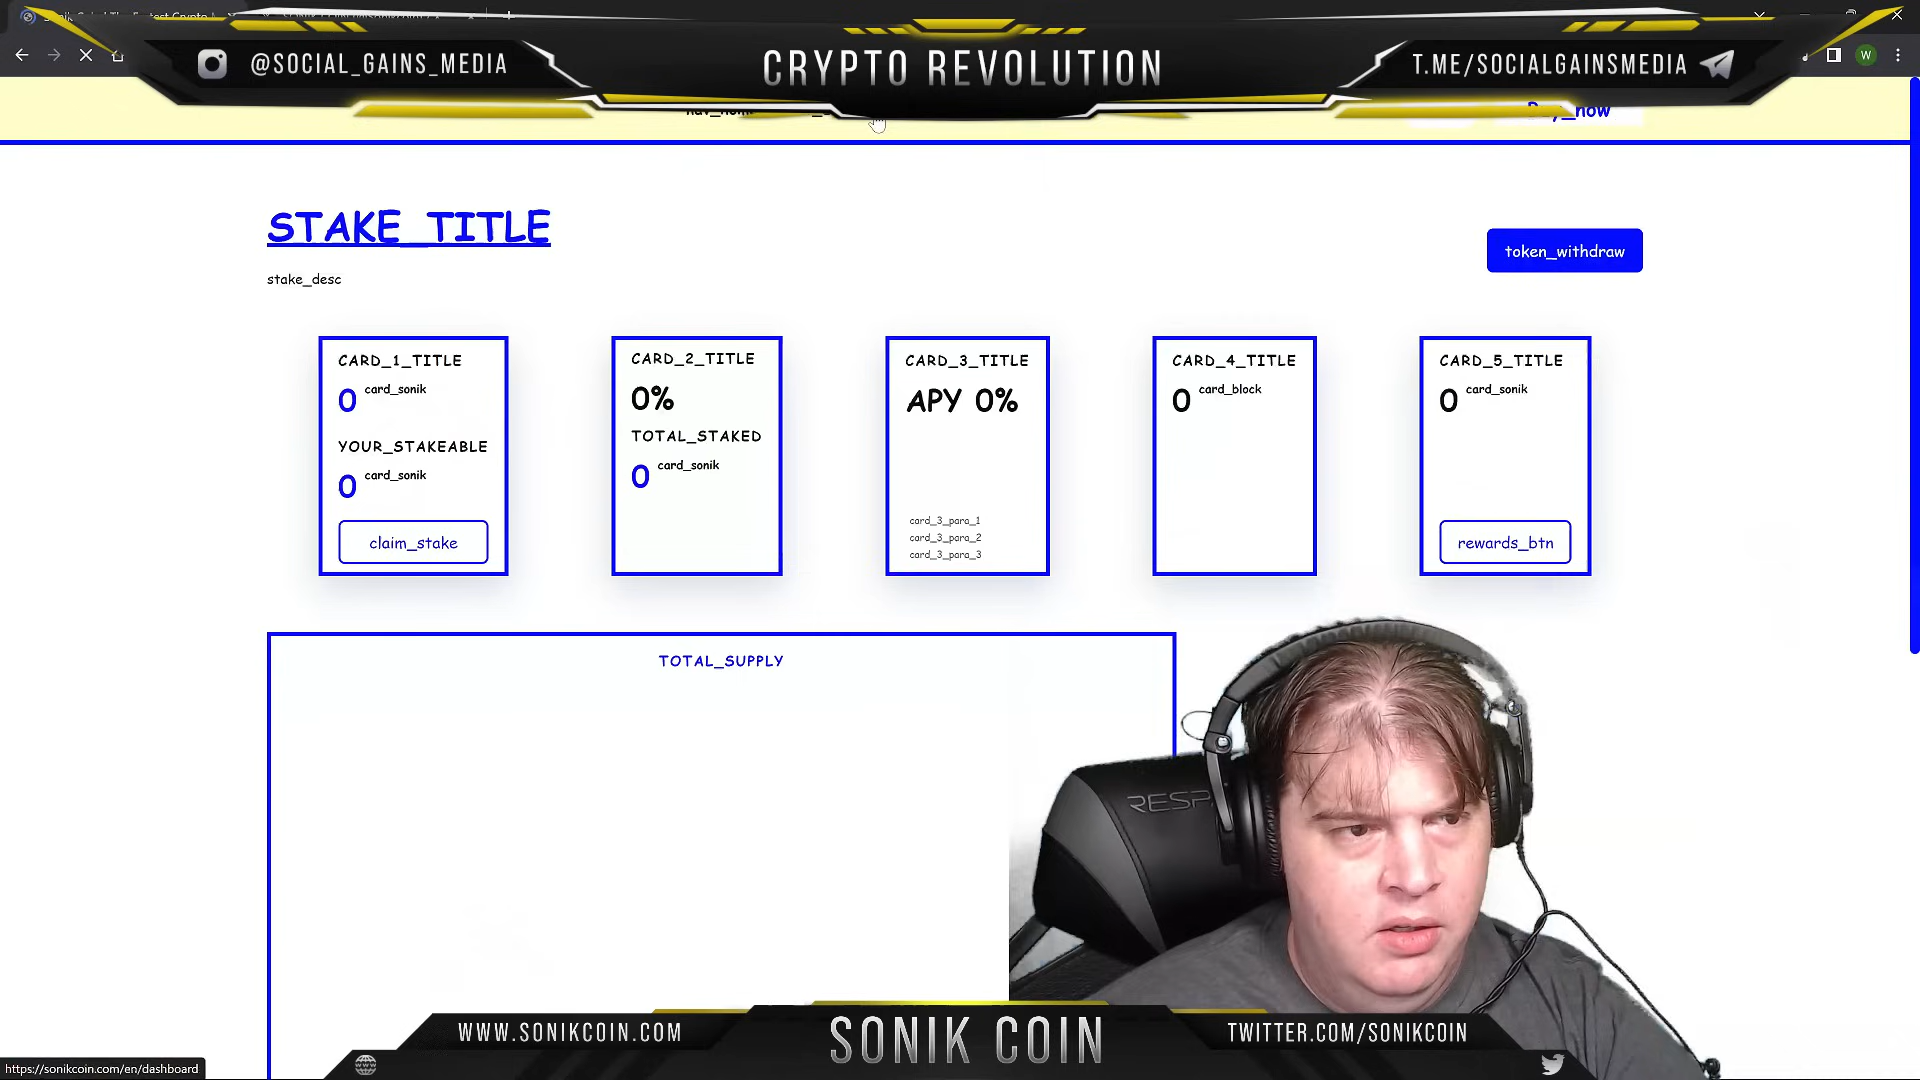 @SOCIAL_GAINS_MEDIA
CRYPTO REVOLUTION
T.ME/SOCIALGAINSMEDIA
W
STAKE_TITLE
stake_desc
token_withdraw
CARD_1_TITLE
0 card_sonik
YOUR_STAKEABLE
0 card_sonik
claim_stake
CARD_2_TITLE
0%
TOTAL_STAKED
0 card_sonik
CARD_3_TITLE
APY 0%
card_3_para_1
card_3_para_2
card_3_para_3
CARD_4_TITLE
0 card_block
CARD_5_TITLE
0 card_sonik
rewards_btn
TOTAL_SUPPLY
WWW.SONIKCOIN.COM
SONIK COIN
TWITTER.COM/SONIKCOIN
https://sonikcoin.com/en/dashboard